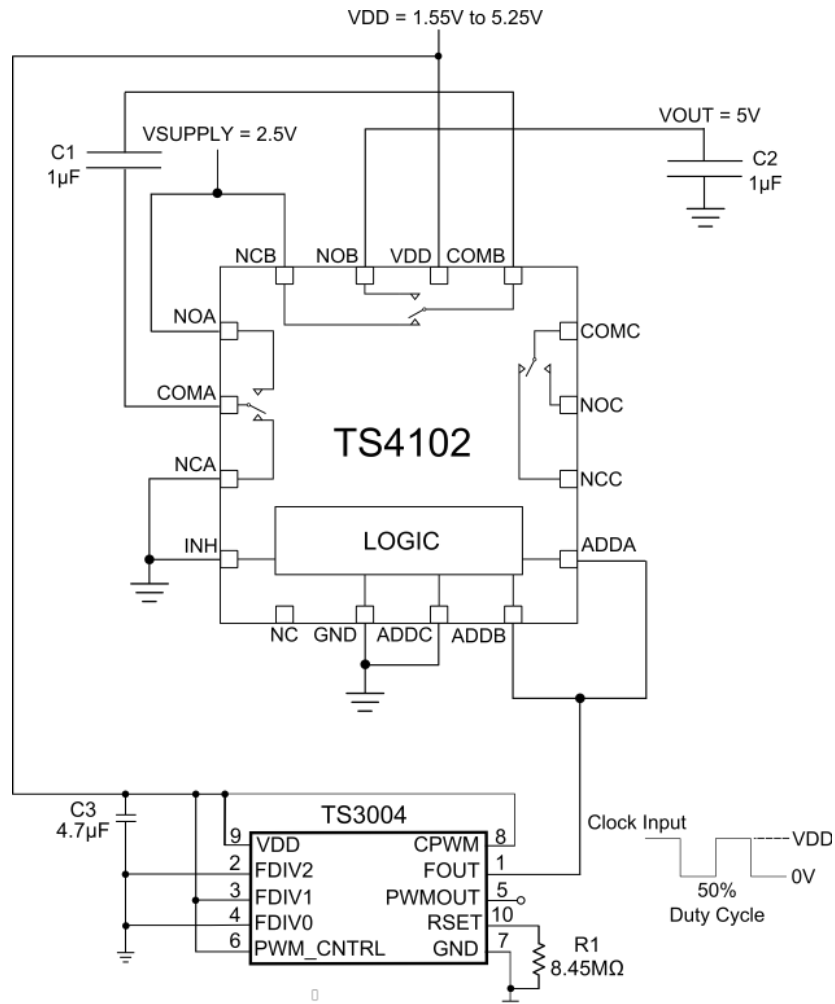 VDD = 1.55V to 5.25V
VSUPPLY = 2.5V
VOUT = 5V
C1
1µF
C2
1µF
NCB
NOB
VDD
COMB
NOA
COMC
COMA
NOC
TS4102
NCA
NCC
INH
LOGIC
ADDA
NC
GND
ADDC
ADDB
C3
4.7µF
TS3004
Clock Input
VDD
0V
50%
Duty Cycle
9
VDD
CPWM
8
2
FDIV2
FOUT
1
3
FDIV1
PWMOUT
5
4
FDIV0
RSET
10
6
PWM_CNTRL
GND
7
R1
8.45MΩ